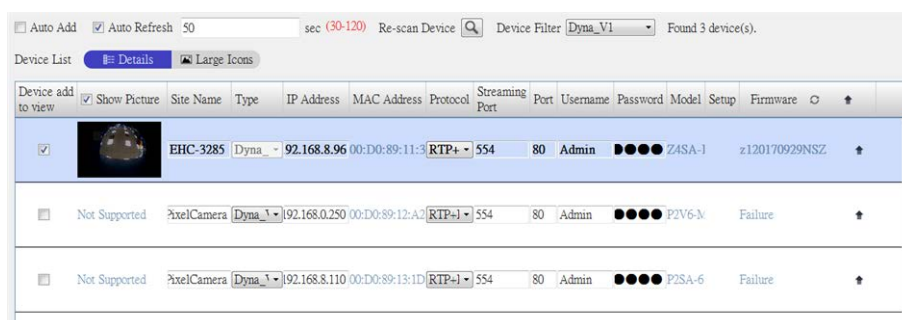 Auto Add Auto Refresh 50 sec (30-120) Re-scan Device Device Filter Dyna_V1 Found 3 device(s).
Device List Details Large Icons
Device add to view Show Picture Site Name Type IP Address MAC Address Protocol Streaming Port Port Username Password Model Setup Firmware
EHC-3285 Dyna_ 92.168.8.96 00:D0:89:11:3 RTP+ 554 80 Admin Z4SA-1 z120170929NSZ
Not Supported PixelCamera Dyna_V 192.168.0.250 00:D0:89:12:A2 RTP+1 554 80 Admin P2V6-M Failure
Not Supported PixelCamera Dyna_V 192.168.8.110 00:D0:89:13:1D RTP+1 554 80 Admin P2SA-6 Failure